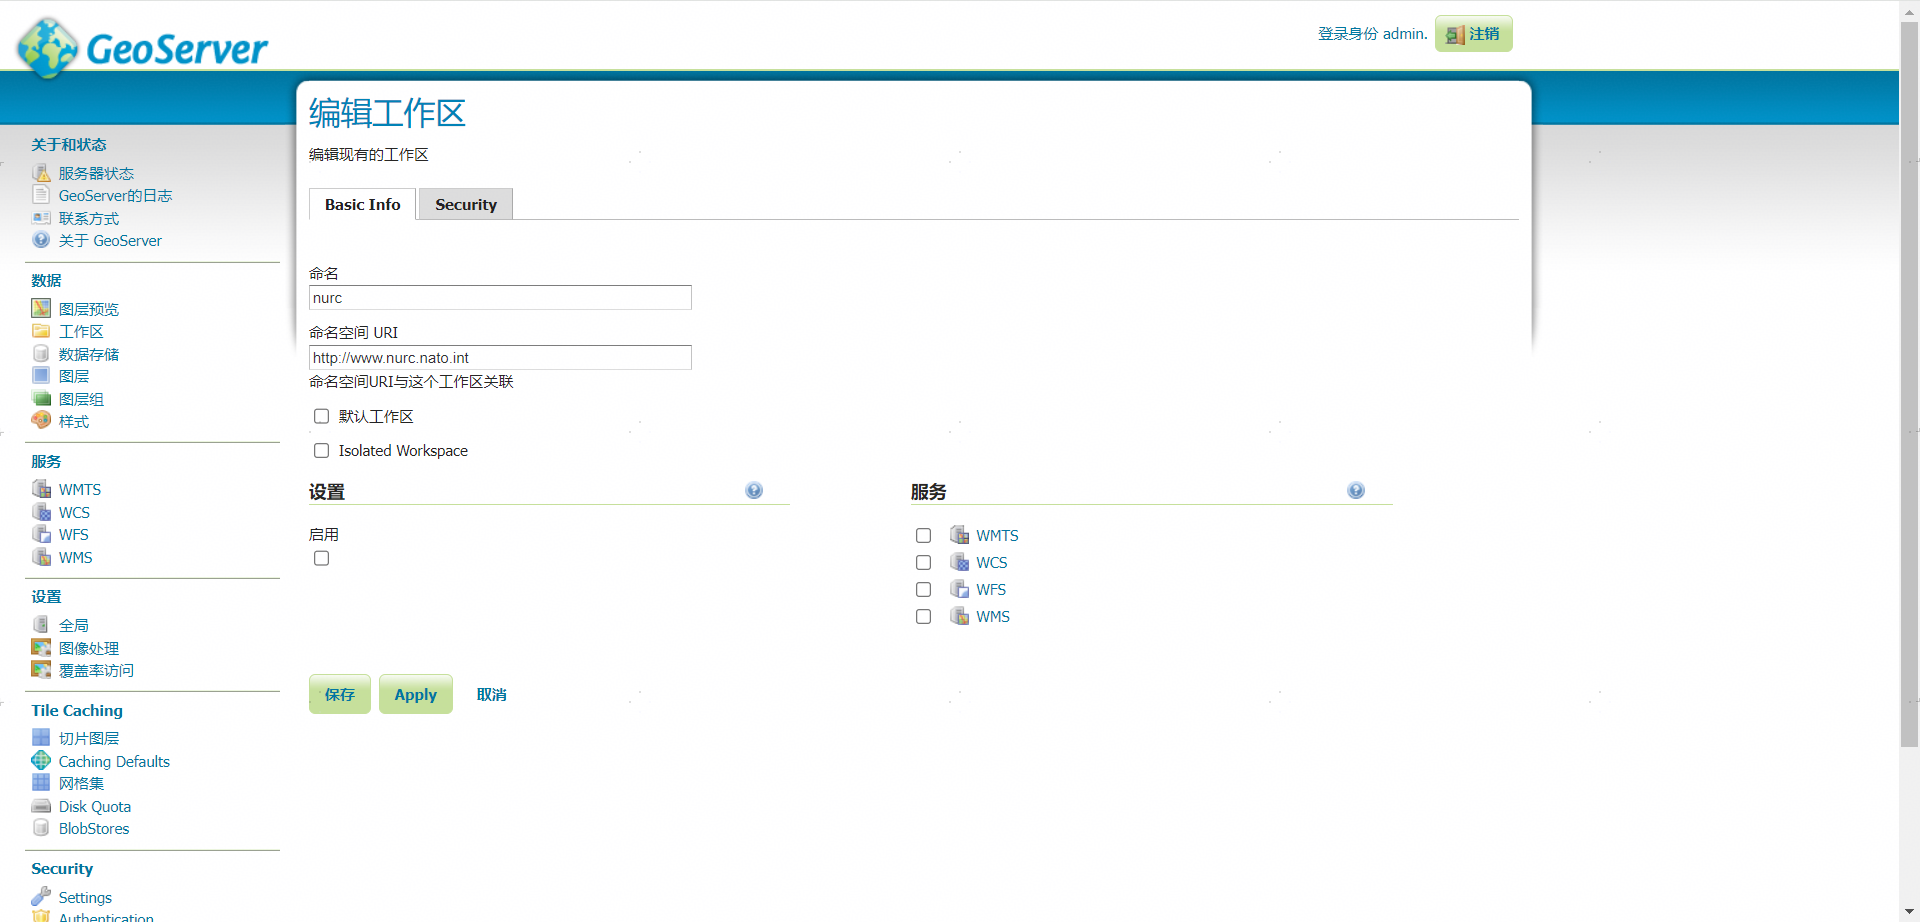 GeoServer
登录身份 admin.
注销
编辑工作区
编辑现有的工作区
Basic Info
Security
命名
nurc
命名空间 URI
http://www.nurc.nato.int
命名空间URI与这个工作区关联
默认工作区
Isolated Workspace
设置
启用
服务
WMTS
WCS
WFS
WMS
保存
Apply
取消
关于和状态
服务器状态
GeoServer的日志
联系方式
关于 GeoServer
数据
图层预览
工作区
数据存储
图层
图层组
样式
服务
WMTS
WCS
WFS
WMS
设置
全局
图像处理
覆盖率访问
Tile Caching
切片图层
Caching Defaults
网格集
Disk Quota
BlobStores
Security
Settings
Authentication